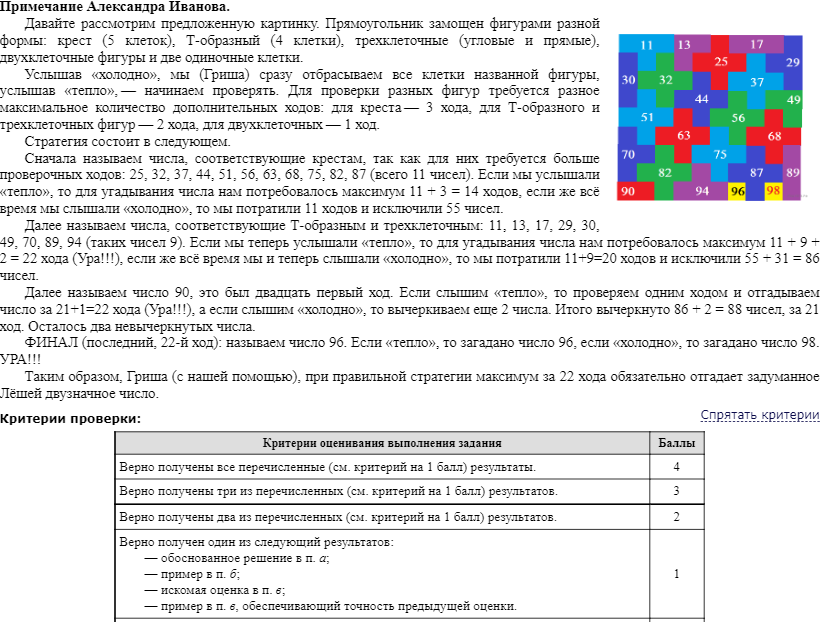 Примечание Александра Иванова.
Давайте рассмотрим предложенную картинку. Прямоугольник замощен фигурами разной
формы: крест (5 клеток), Т-образный (4 клетки), трехклеточные (угловые и прямые),
двухклеточные фигуры и две одиночные клетки.
Услышав «холодно», мы (Гриша) сразу отбрасываем все клетки названной фигуры,
услышав «тепло», — начинаем проверять. Для проверки разных фигур требуется разное
максимальное количество дополнительных ходов: для креста — 3 хода, для Т-образного и
трехклеточных фигур — 2 хода, для двухклеточных — 1 ход.
Стратегия состоит в следующем.
Сначала называем числа, соответствующие крестам, так как для них требуется больше
проверочных ходов: 25, 32, 37, 44, 51, 56, 63, 68, 75, 82, 87 (всего 11 чисел). Если мы услышали
«тепло», то для угадывания числа нам потребовалось максимум 11 + 3 = 14 ходов, если же всё
время мы слышали «холодно», то мы потратили 11 ходов и исключили 55 чисел.
Далее называем числа, соответствующие Т-образным и трехклеточным: 11, 13, 17, 29, 30,
49, 70, 89, 94 (таких чисел 9). Если мы теперь услышали «тепло», то для угадывания числа нам потребовалось максимум 11 + 9 +
2 = 22 хода (Ура!!!), если же всё время мы и теперь слышали «холодно», то мы потратили 11+9=20 ходов и исключили 55 + 31 = 86
чисел.
Далее называем число 90, это был двадцать первый ход. Если слышим «тепло», то проверяем одним ходом и отгадываем
число за 21+1=22 хода (Ура!!!), а если слышим «холодно», то вычеркиваем еще 2 числа. Итого вычеркнуто 86 + 2 = 88 чисел, за 21
ход. Осталось два невычеркнутых числа.
ФИНАЛ (последний, 22-й ход): называем число 96. Если «тепло», то загадано число 96, если «холодно», то загадано число 98.
УРА!!!
Таким образом, Гриша (с нашей помощью), при правильной стратегии максимум за 22 хода обязательно отгадает задуманное
Лёшей двузначное число.
11 13 17
25 29
30 32 37
44 49
51 56
63 68
70 75
82 87 89
90 94 96 98
Критерии проверки:
Спрятать критерии
Критерии оценивания выполнения задания Баллы
Верно получены все перечисленные (см. критерий на 1 балл) результаты. 4
Верно получены три из перечисленных (см. критерий на 1 балл) результатов. 3
Верно получены два из перечисленных (см. критерий на 1 балл) результатов. 2
Верно получен один из следующий результатов:
— обоснованное решение в п. а;
— пример в п. б; 1
— искомая оценка в п. в;
— пример в п. в, обеспечивающий точность предыдущей оценки.